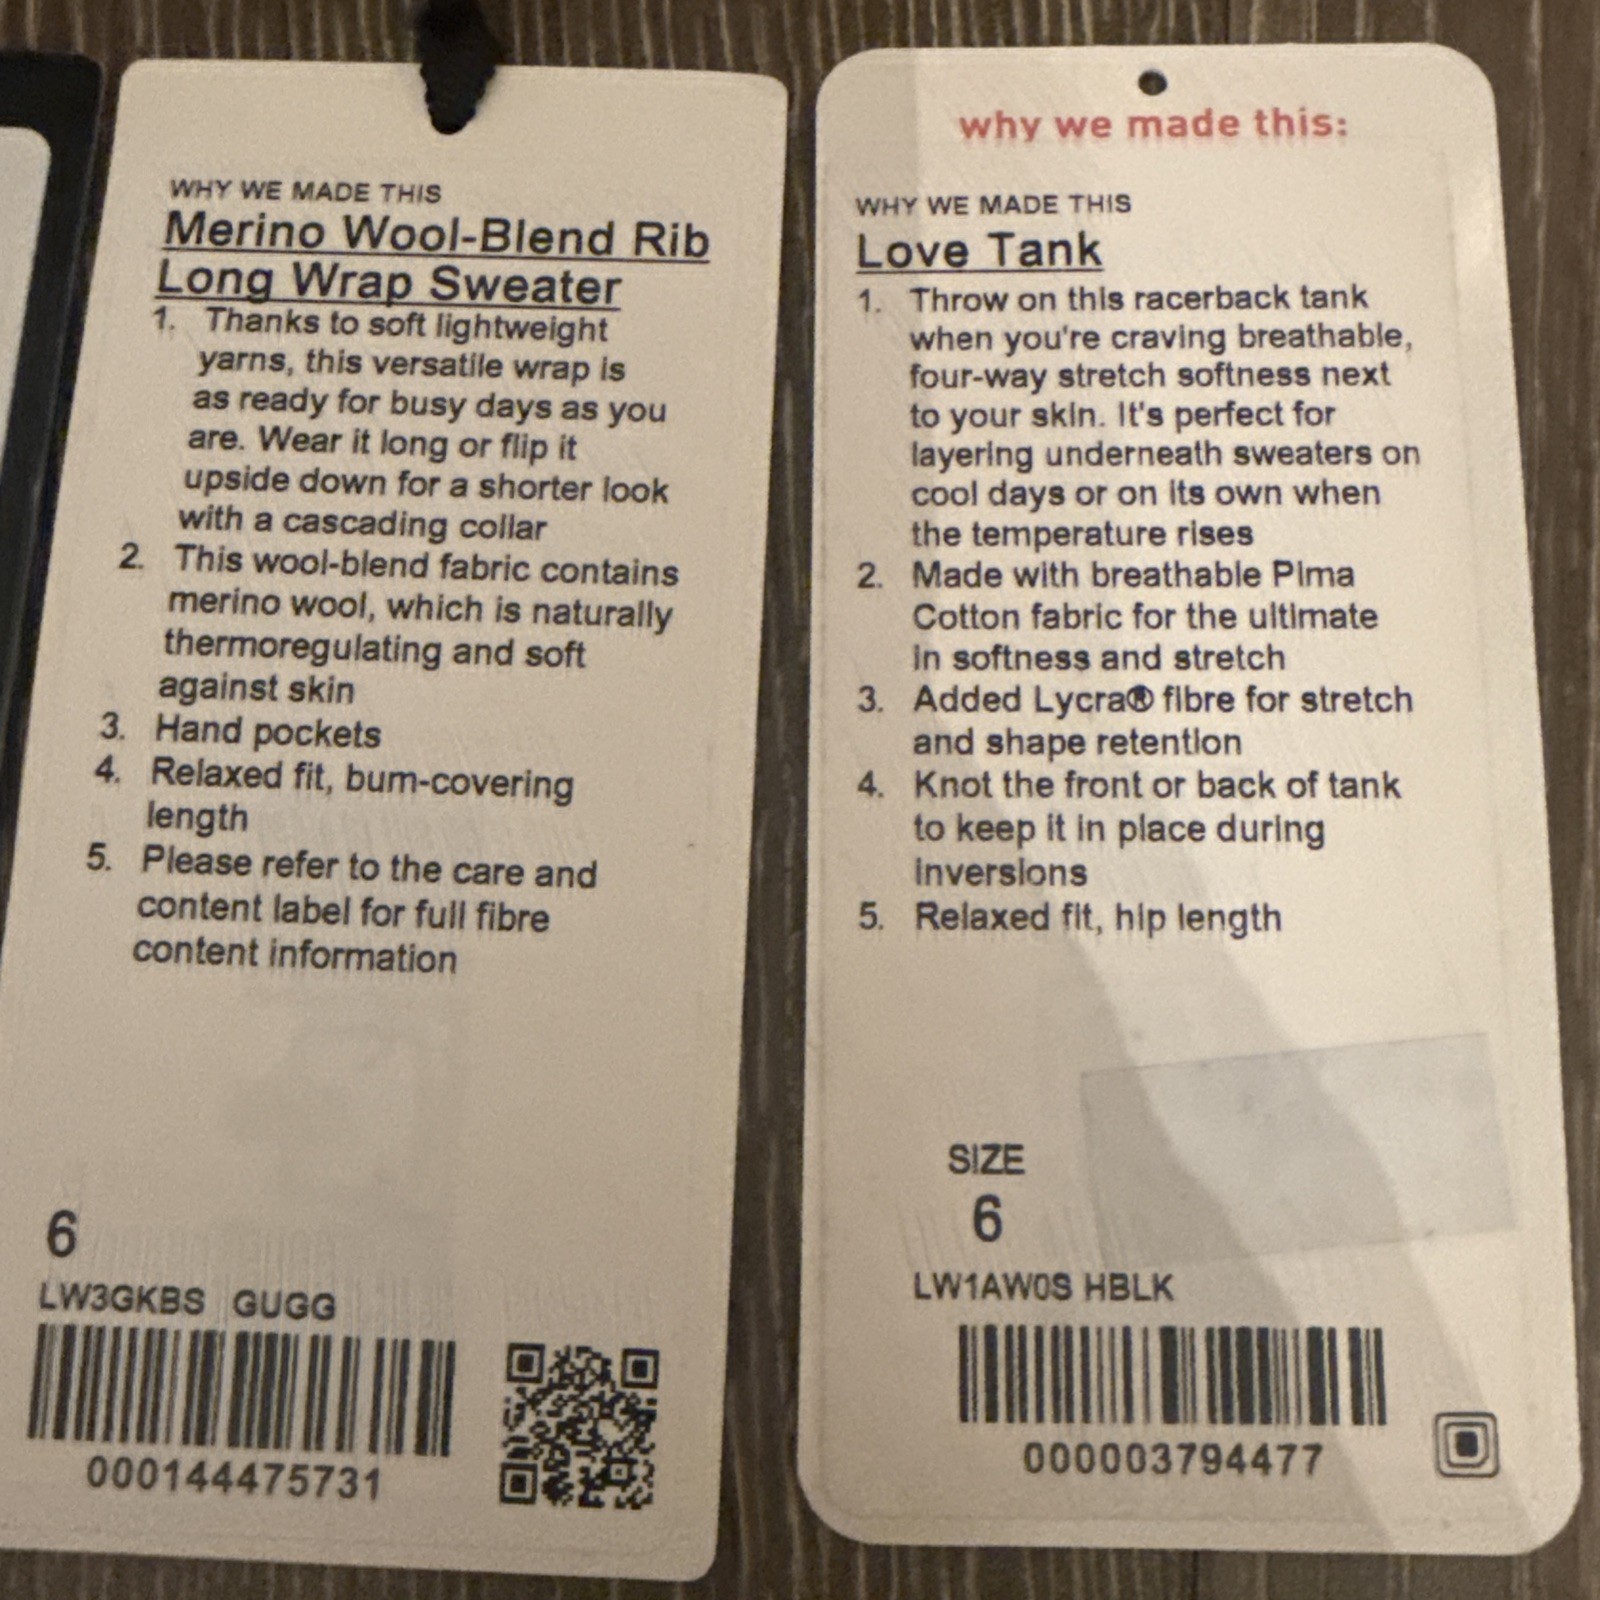 WHY WE MADE THIS
Merino Wool-Blend Rib
Long Wrap Sweater
1. Thanks to soft lightweight
yarns, this versatile wrap is
as ready for busy days as you
are. Wear it long or flip it
upside down for a shorter look
with a cascading collar
2. This wool-blend fabric contains
merino wool, which is naturally
thermoregulating and soft
against skin
3. Hand pockets
4. Relaxed fit, bum-covering
length
5. Please refer to the care and
content label for full fibre
content information
6
LW3GKBS GUGG
000144475731
why we made this:
WHY WE MADE THIS
Love Tank
1. Throw on this racerback tank
when you're craving breathable,
four-way stretch softness next
to your skin. It's perfect for
layering underneath sweaters on
cool days or on its own when
the temperature rises
2. Made with breathable Pima
Cotton fabric for the ultimate
in softness and stretch
3. Added Lycra® fibre for stretch
and shape retention
4. Knot the front or back of tank
to keep it in place during
inversions
5. Relaxed fit, hip length
SIZE
6
LW1AW0S HBLK
000003794477